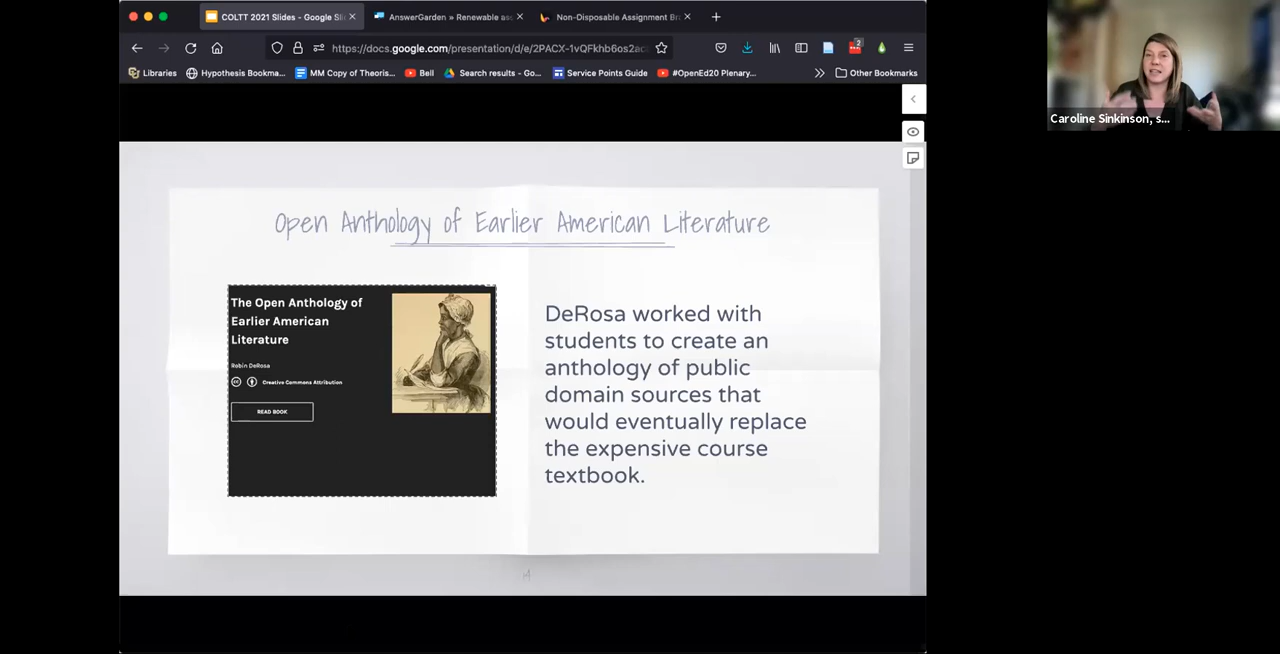 COLTT 2021 Slides - Google Sli
AnswerGarden » Renewable as
Non-Disposable Assignment Br
https://docs.google.com/presentation/d/e/2PACX-1vQFkhb6os2ac
2
Libraries
Hypothesis Bookma...
MM Copy of Theoris...
Bell
Search results - Go...
Service Points Guide
#OpenEd20 Plenary...
Other Bookmarks
Caroline Sinkinson, s...
Open Anthology of Earlier American Literature
The Open Anthology of
Earlier American
Literature
Robin DeRosa
Creative Commons Attribution
READ BOOK
DeRosa worked with
students to create an
anthology of public
domain sources that
would eventually replace
the expensive course
textbook.